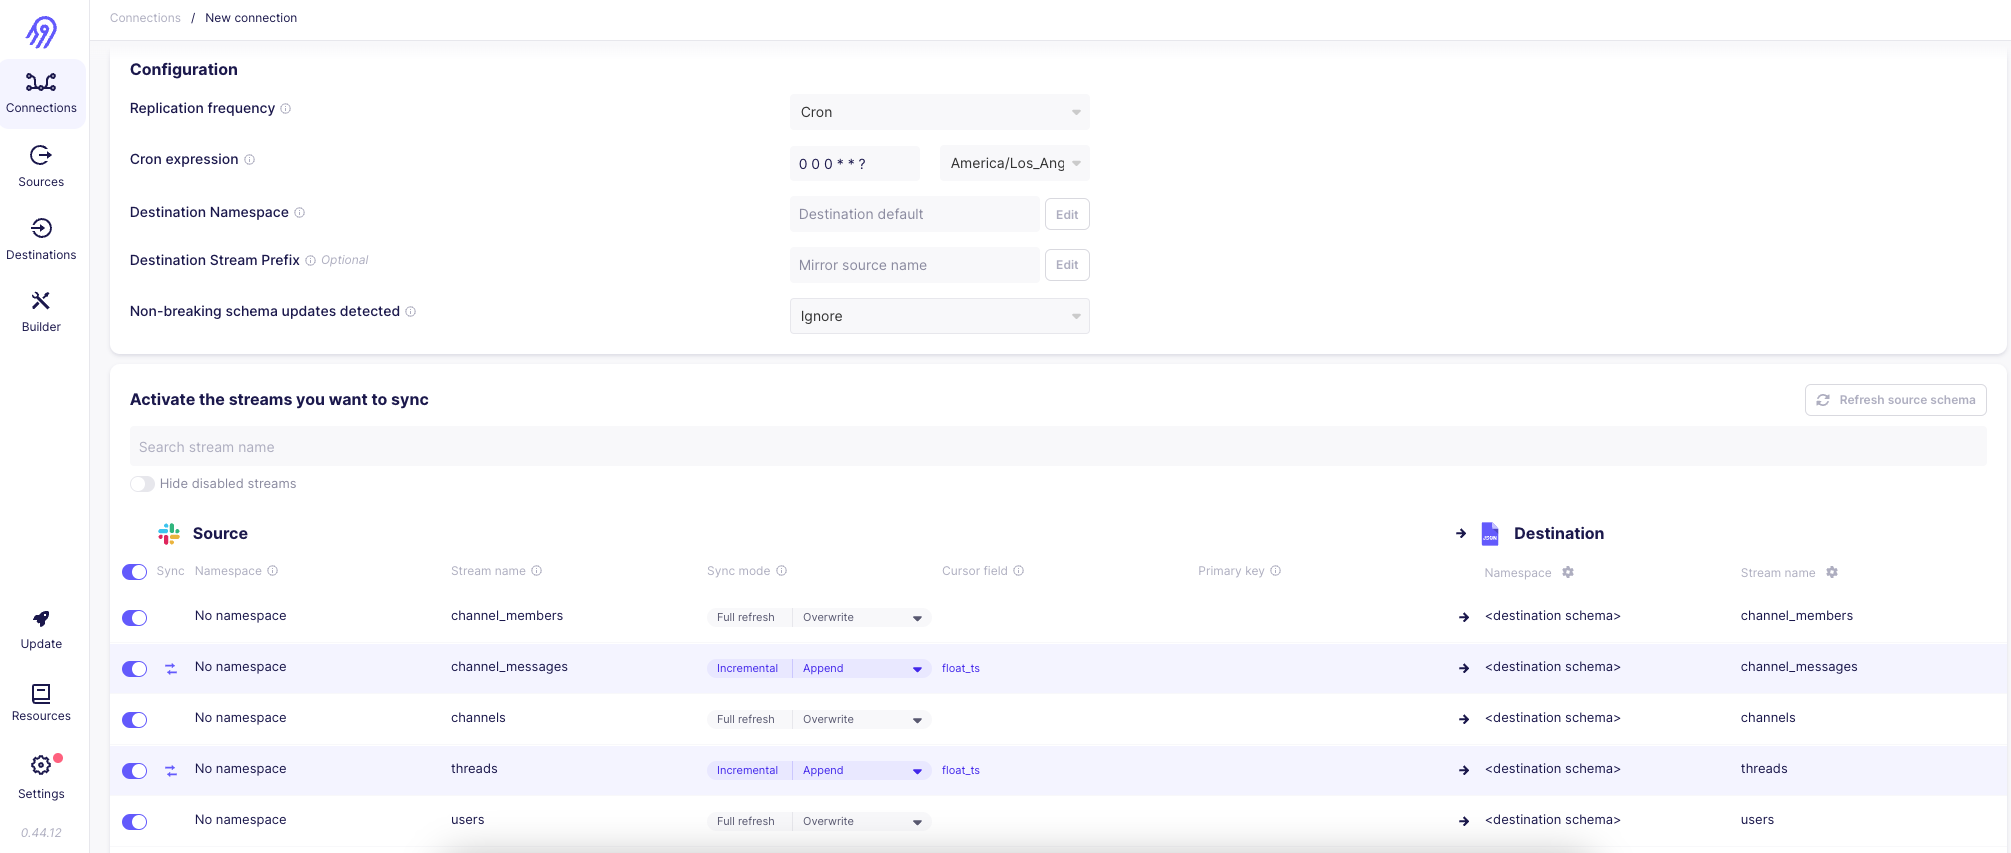 Connections / New connection
Connections
Sources
Destinations
Builder
Update
Resources
Settings
0.44.12
Configuration
Replication frequency
Cron
Cron expression
0 0 0 * * ?
America/Los_Ang
Destination Namespace
Destination default
Edit
Destination Stream Prefix Optional
Mirror source name
Edit
Non-breaking schema updates detected
Ignore
Activate the streams you want to sync
Refresh source schema
Search stream name
Hide disabled streams
Source
Destination
JSON
Sync Namespace Stream name Sync mode Cursor field Primary key Namespace Stream name
No namespace channel_members Full refresh Overwrite <destination schema> channel_members
No namespace channel_messages Incremental Append float_ts <destination schema> channel_messages
No namespace channels Full refresh Overwrite <destination schema> channels
No namespace threads Incremental Append float_ts <destination schema> threads
No namespace users Full refresh Overwrite <destination schema> users